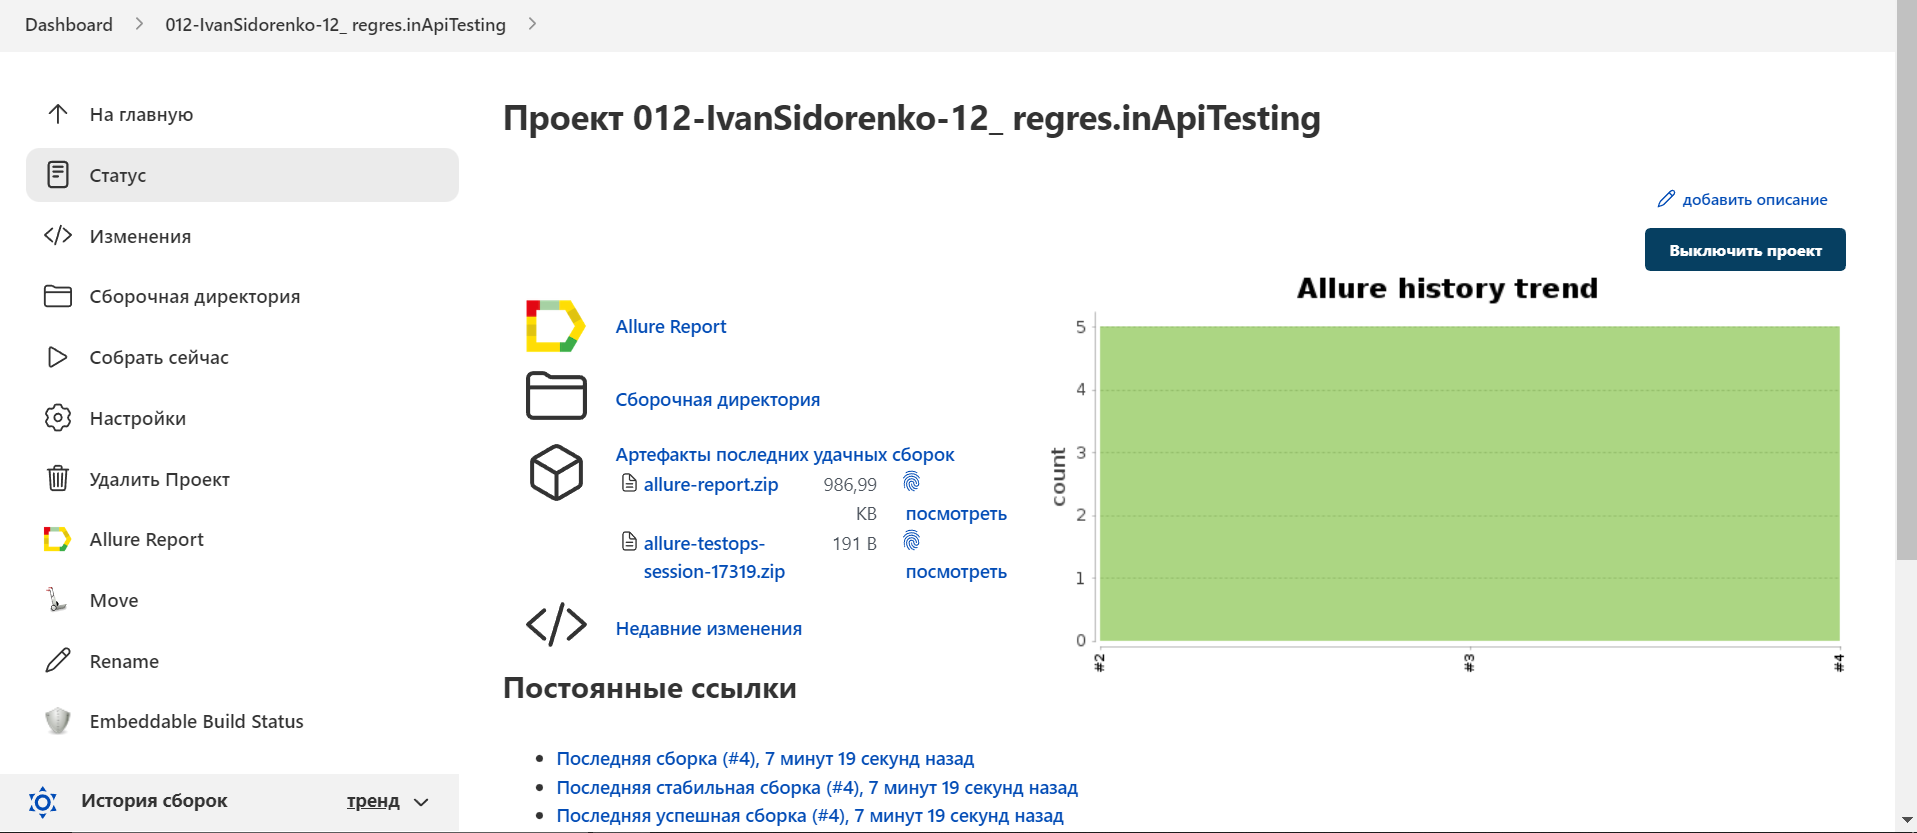 Dashboard
012-IvanSidorenko-12_ regres.inApiTesting
На главную
Статус
Изменения
Сборочная директория
Собрать сейчас
Настройки
Удалить Проект
Allure Report
Move
Rename
Embeddable Build Status
История сборок
тренд
Проект 012-IvanSidorenko-12_ regres.inApiTesting
добавить описание
Выключить проект
Allure Report
Сборочная директория
Артефакты последних удачных сборок
allure-report.zip 986,99
KB посмотреть
allure-testops- 191 B
session-17319.zip посмотреть
Недавние изменения
Allure history trend
count
5
4
3
2
1
0
#2
#3
#4
Постоянные ссылки
Последняя сборка (#4), 7 минут 19 секунд назад
Последняя стабильная сборка (#4), 7 минут 19 секунд назад
Последняя успешная сборка (#4), 7 минут 19 секунд назад